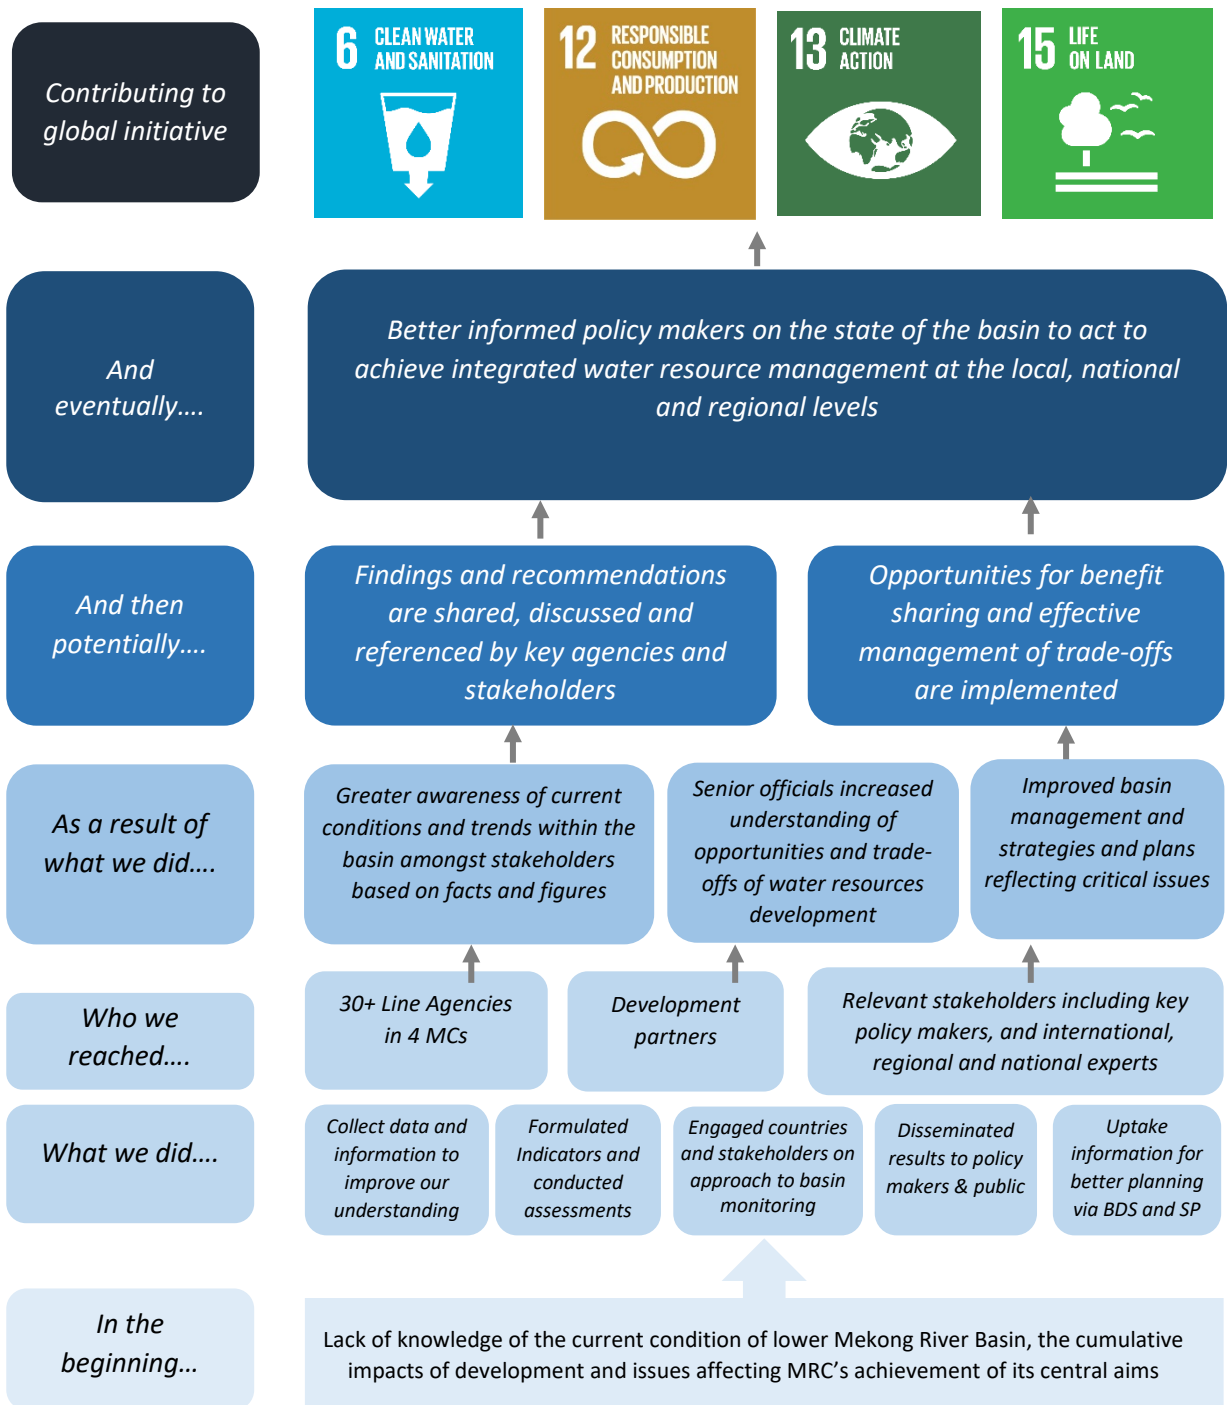 Contributing to
global initiative
6 CLEAN WATER
AND SANITATION
12 RESPONSIBLE
CONSUMPTION
AND PRODUCTION
13 CLIMATE
ACTION
15 LIFE
ON LAND
And
eventually....
Better informed policy makers on the state of the basin to act to
achieve integrated water resource management at the local, national
and regional levels
And then
potentially....
Findings and recommendations
are shared, discussed and
referenced by key agencies and
stakeholders
Opportunities for benefit
sharing and effective
management of trade-offs
are implemented
As a result of
what we did....
Greater awareness of current
conditions and trends within the
basin amongst stakeholders
based on facts and figures
Senior officials increased
understanding of
opportunities and trade-
offs of water resources
development
Improved basin
management and
strategies and plans
reflecting critical issues
Who we
reached....
30+ Line Agencies
in 4 MCs
Development
partners
Relevant stakeholders including key
policy makers, and international,
regional and national experts
What we did....
Collect data and
information to
improve our
understanding
Formulated
Indicators and
conducted
assessments
Engaged countries
and stakeholders on
approach to basin
monitoring
Disseminated
results to policy
makers & public
Uptake
information for
better planning
via BDS and SP
In the
beginning...
Lack of knowledge of the current condition of lower Mekong River Basin, the cumulative
impacts of development and issues affecting MRC's achievement of its central aims